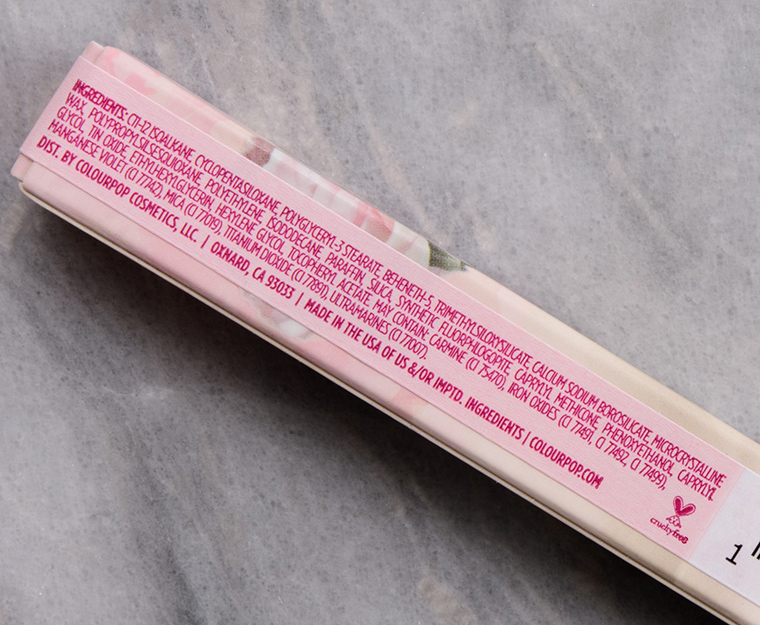 INGREDIENTS: C11-12 ISOALKANE, CYCLOPENTASILOXANE, POLYGLYCERYL-3 STEARATE, BEHENETH-5, TRIMETHYLSILOXYSILICATE, CALCIUM SODIUM BOROSILICATE, MICROCRYSTALLINE
WAX, POLYPROPYLSILSESQUIOXANE, POLYETHYLENE, ISODODECANE, PARAFFIN, SILICA, SYNTHETIC FLUORPHLOGOPITE, CAPRYLYL METHICONE, PHENOXYETHANOL, CAPRYLYL
GLYCOL, TIN OXIDE, ETHYLHEXYLGLYCERIN, HEXYLENE GLYCOL, TOCOPHERYL ACETATE. MAY CONTAIN: CARMINE (CI 75470), IRON OXIDES (CI 77491, CI 77492, CI 77499),
MANGANESE VIOLET (CI 77742), MICA (CI 77019), TITANIUM DIOXIDE (CI 77891), ULTRAMARINES (CI 77007).
DIST. BY COLOURPOP COSMETICS, LLC. | OXNARD, CA 93033 | MADE IN THE USA OF US &/OR IMPTD. INGREDIENTS | COLOURPOP.COM
crueltyfree
1